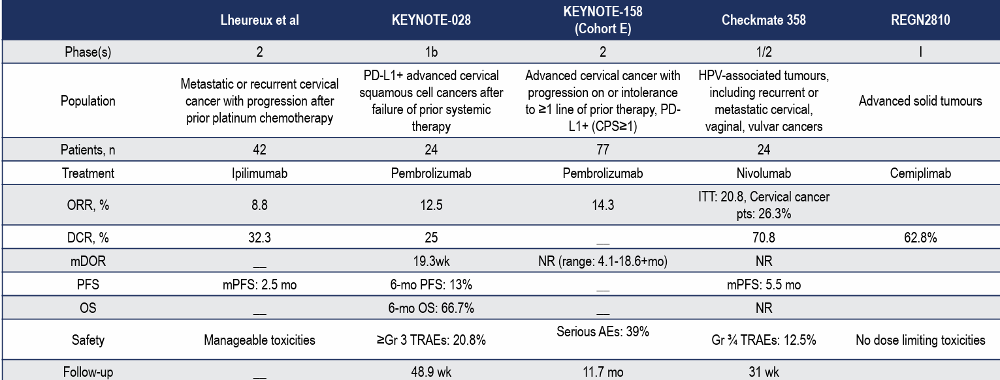 Lheureux et al KEYNOTE-028 KEYNOTE-158 (Cohort E) Checkmate 358 REGN2810
Phase(s) 2 1b 2 1/2 I
Population
Metastatic or recurrent cervical
cancer with progression after
prior platinum chemotherapy
PD-L1+ advanced cervical
squamous cell cancers after
failure of prior systemic
therapy
Advanced cervical cancer with
progression on or intolerance
to ≥1 line of prior therapy, PD-
L1+ (CPS≥1)
HPV-associated tumours,
including recurrent or
metastatic cervical,
vaginal, vulvar cancers
Advanced solid tumours
Patients, n 42 24 77 24
Treatment Ipilimumab Pembrolizumab Pembrolizumab Nivolumab Cemiplimab
ORR, % 8.8 12.5 14.3 ITT: 20.8, Cervical cancer
pts: 26.3%
DCR, % 32.3 25 __ 70.8 62.8%
mDOR __ 19.3wk NR (range: 4.1-18.6+mo) NR
PFS mPFS: 2.5 mo 6-mo PFS: 13% __ mPFS: 5.5 mo
OS __ 6-mo OS: 66.7% __ NR
Safety Manageable toxicities ≥Gr 3 TRAEs: 20.8% Serious AEs: 39% Gr ¾ TRAEs: 12.5% No dose limiting toxicities
Follow-up __ 48.9 wk 11.7 mo 31 wk